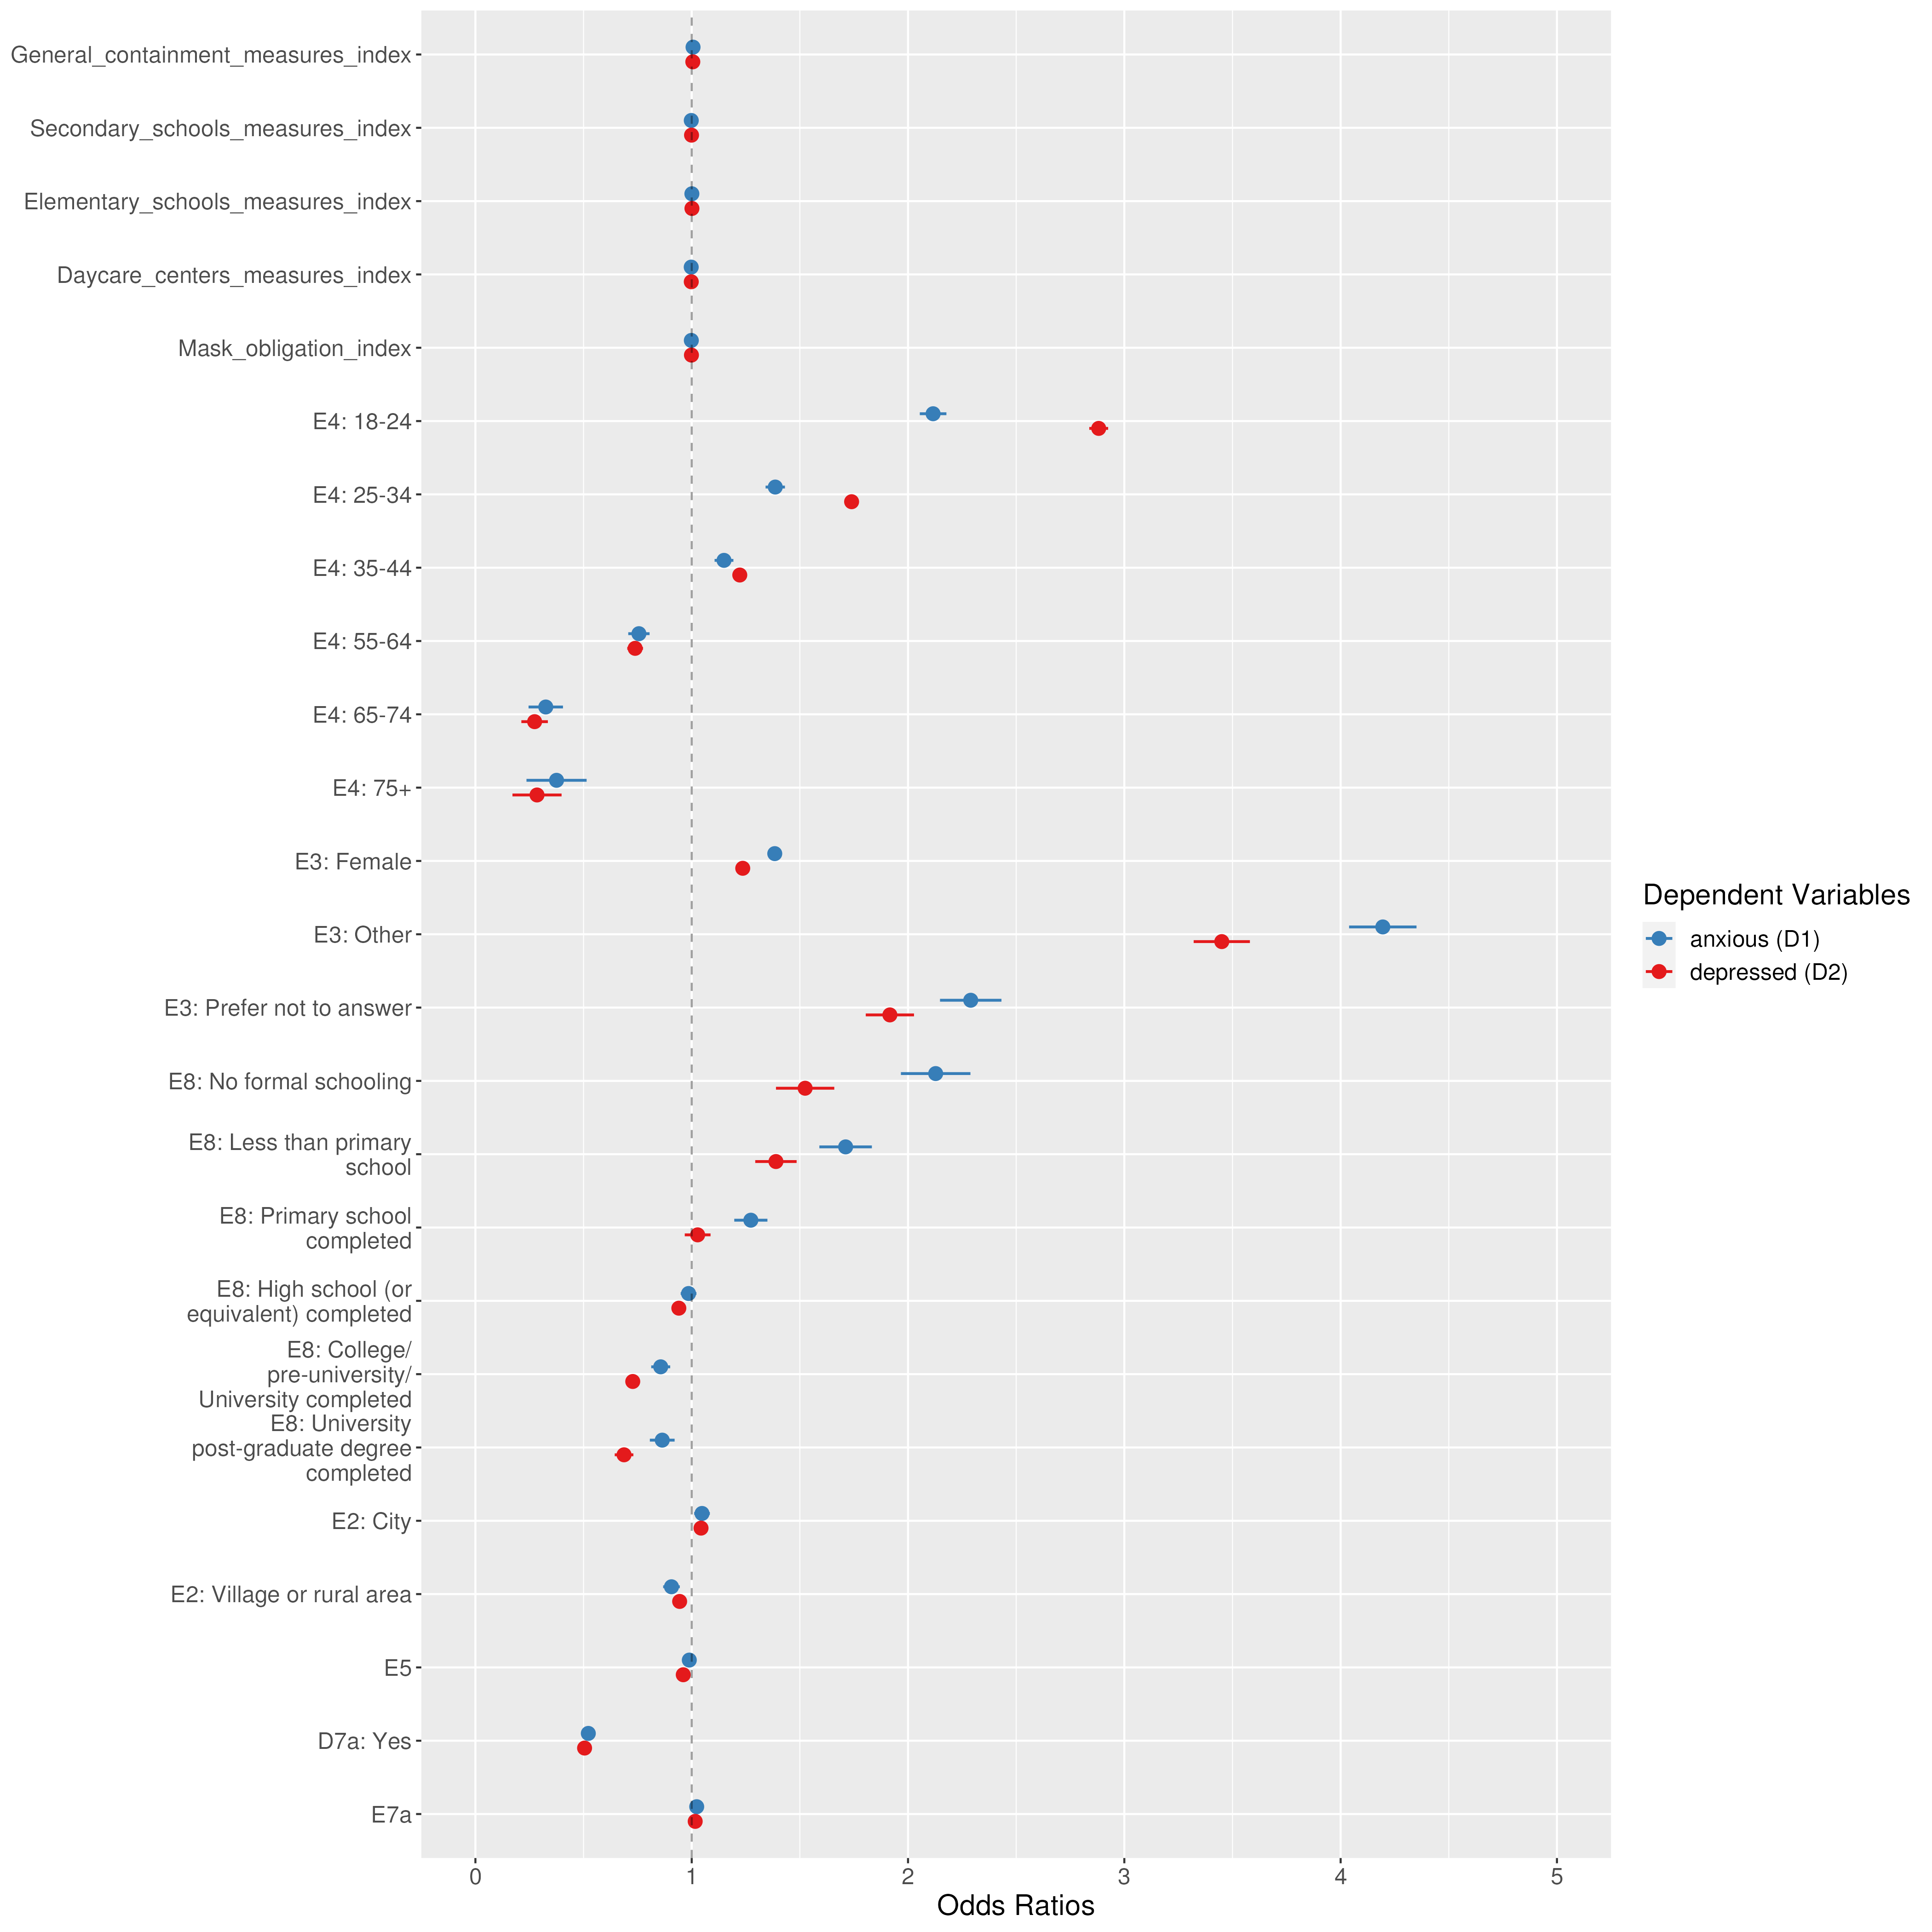 General_containment_measures_index
Secondary_schools_measures_index
Elementary_schools_measures_index
Daycare_centers_measures_index
Mask_obligation_index
E4: 18-24
E4: 25-34
E4: 35-44
E4: 55-64
E4: 65-74
E4: 75+
E3: Female
E3: Other
E3: Prefer not to answer
E8: No formal schooling
E8: Less than primary
school
E8: Primary school
completed
E8: High school (or
equivalent) completed
E8: College/
pre-university/
University completed
E8: University
post-graduate degree
completed
E2: City
E2: Village or rural area
E5
D7a: Yes
E7a
0 1 2 3 4 5
Odds Ratios
Dependent Variables
anxious (D1)
depressed (D2)